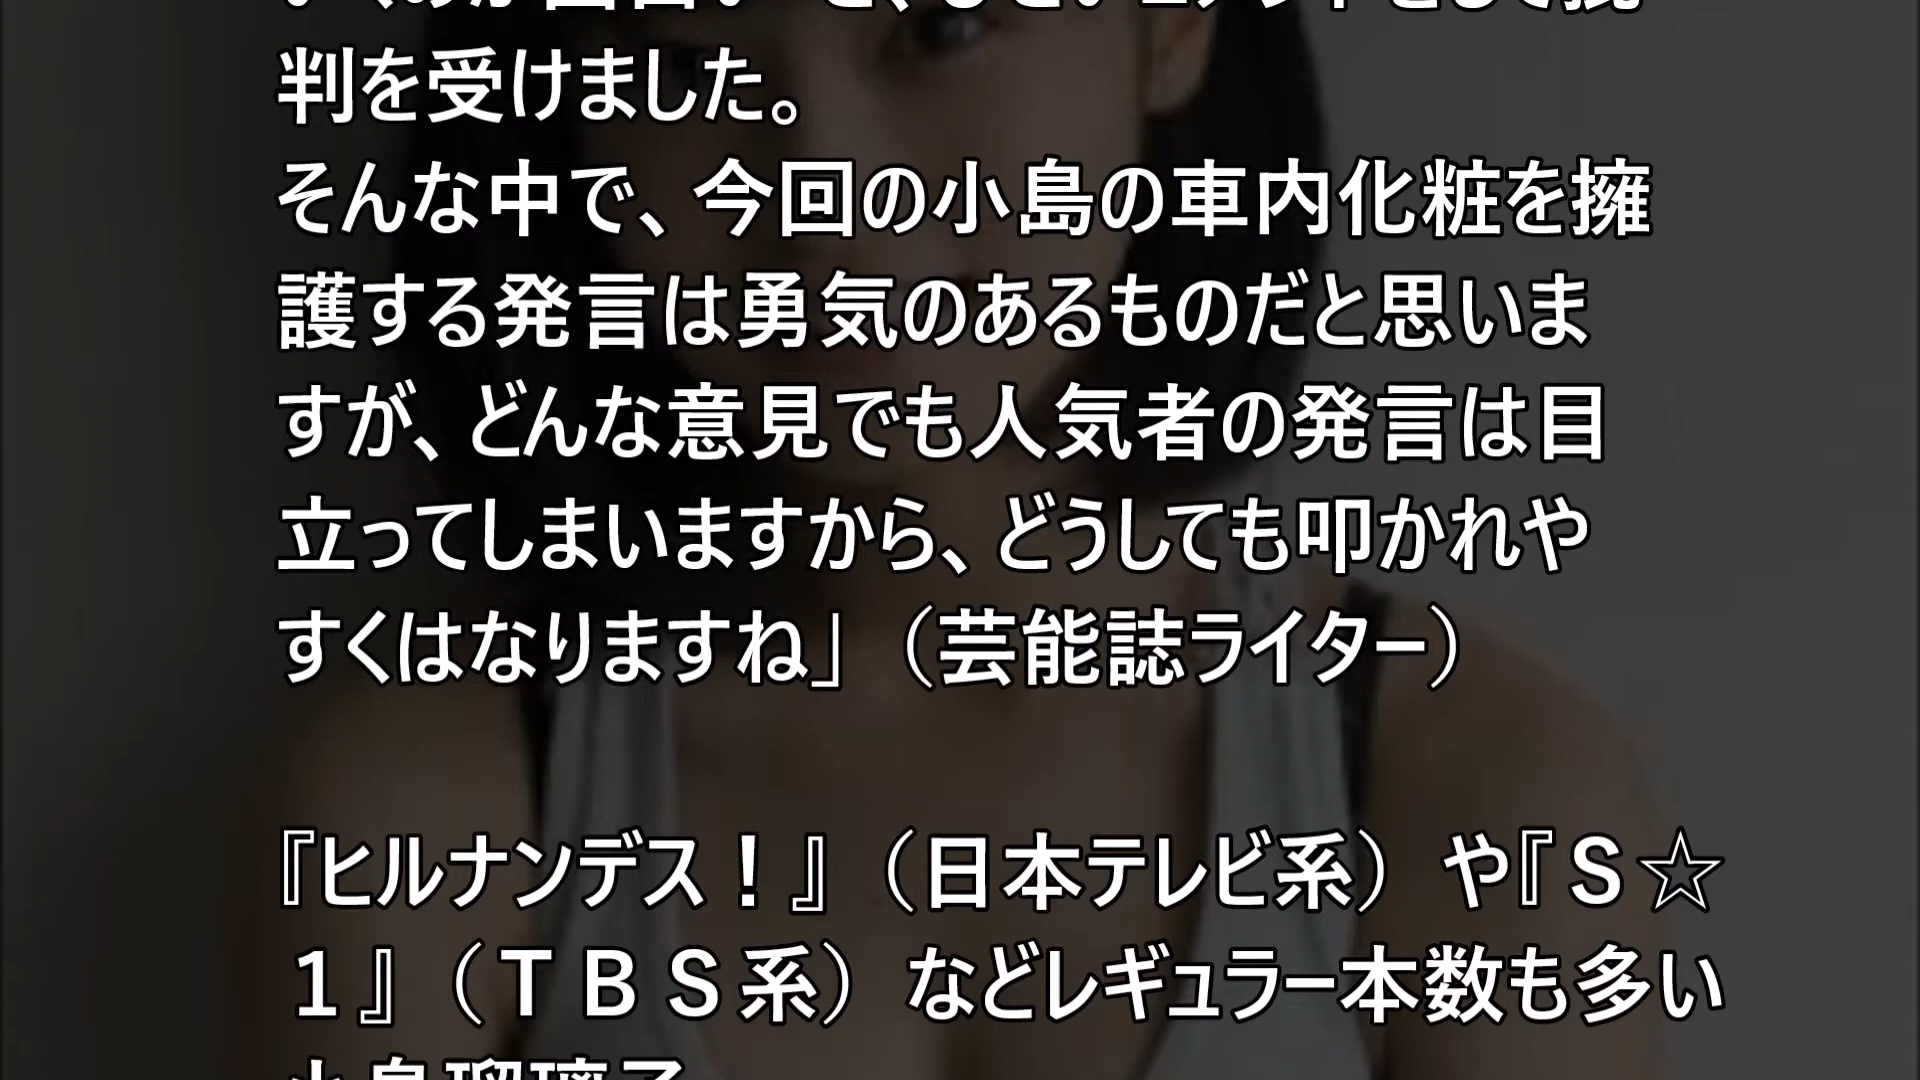 判を受けました。
そんな中で、今回の小島の車内化粧を擁
護する発言は勇気のあるものだと思いま
すが、どんな意見でも人気者の発言は目
立ってしまいますから、どうしても叩かれや
すくはなりますね」（芸能誌ライター）
『ヒルナンデス！』（日本テレビ系）や『Ｓ☆
１』（ＴＢＳ系）などレギュラー本数も多い